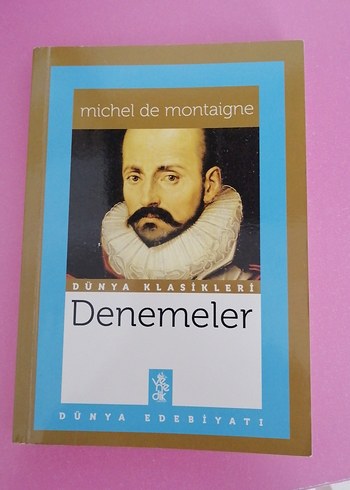 michel de montaigne
DÜNYA KLASİKLERİ
Denemeler
DÜNYA EDEBİYATI